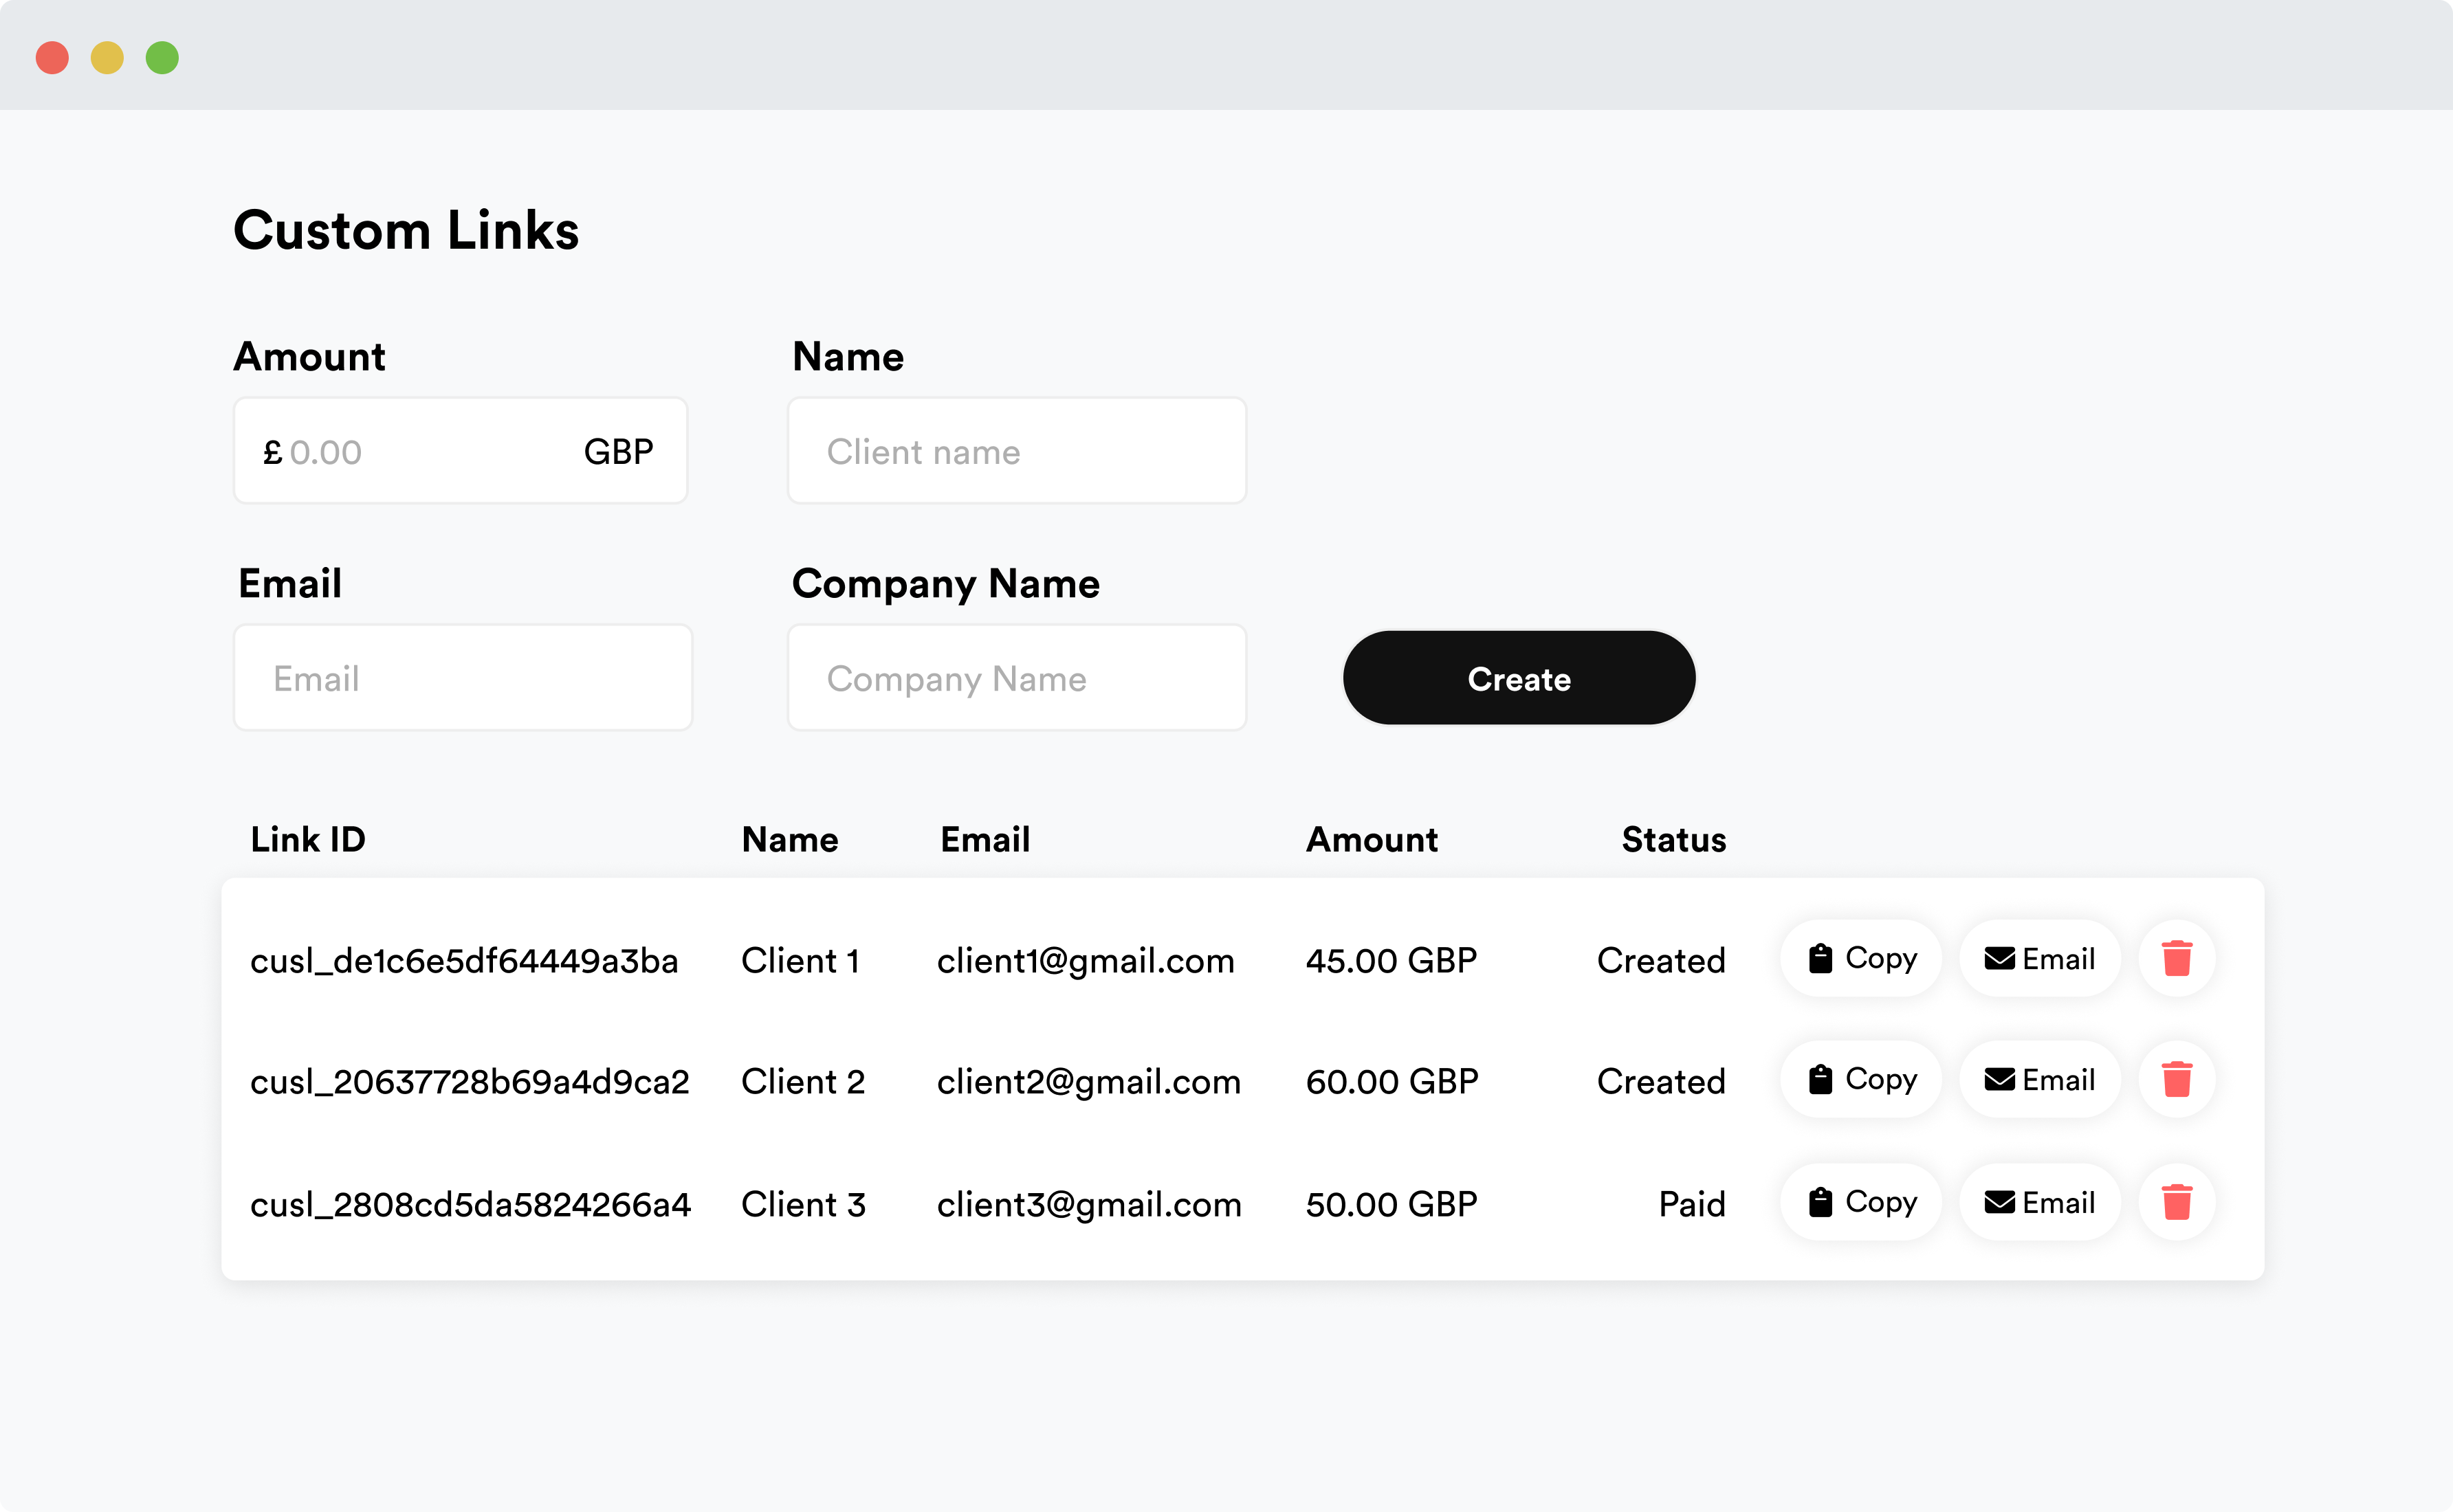 Custom Links
Amount Name
£ 0.00 GBP Client name
Email Company Name
Email Company Name Create
Link ID Name Email Amount Status
cusl_de1c6e5df64449a3ba Client 1 client1@gmail.com 45.00 GBP Created Copy Email
cusl_20637728b69a4d9ca2 Client 2 client2@gmail.com 60.00 GBP Created Copy Email
cusl_2808cd5da5824266a4 Client 3 client3@gmail.com 50.00 GBP Paid Copy Email